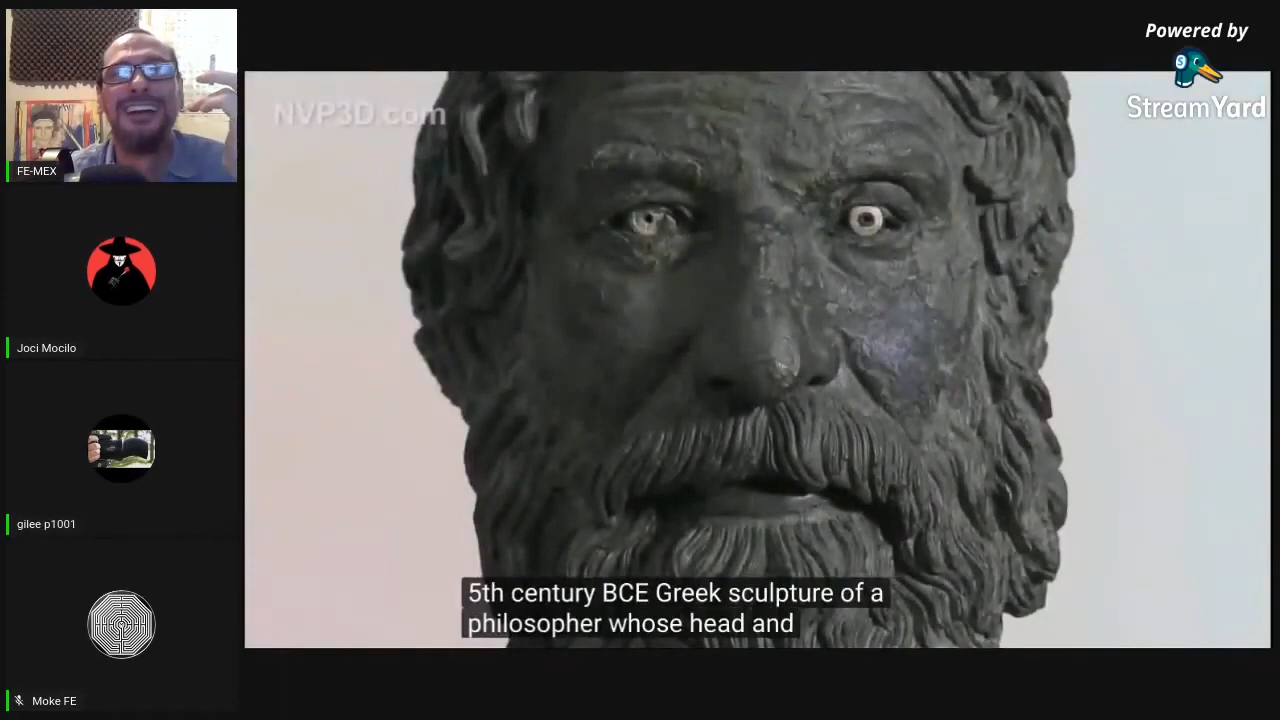 Powered by
StreamYard
NVP3D.com
FE-MEX
Joci Mocilo
gilee p1001
5th century BCE Greek sculpture of a
philosopher whose head and
Moke FE